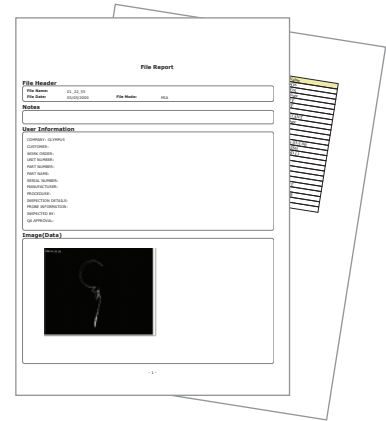 File Report
File Header
File Name: 01_22_05
File Date: 05/05/2000 File Mode: MIA
Notes
User Information
COMPANY: OLYMPUS
CUSTOMER:
WORK ORDER:
UNIT NUMBER:
PART NUMBER:
PART NAME:
SERIAL NUMBER:
MANUFACTURER:
PROCEDURE:
INSPECTION DETAILS:
PROBE INFORMATION:
INSPECTED BY:
QA APPROVAL:
Image(Data)
- 1 -